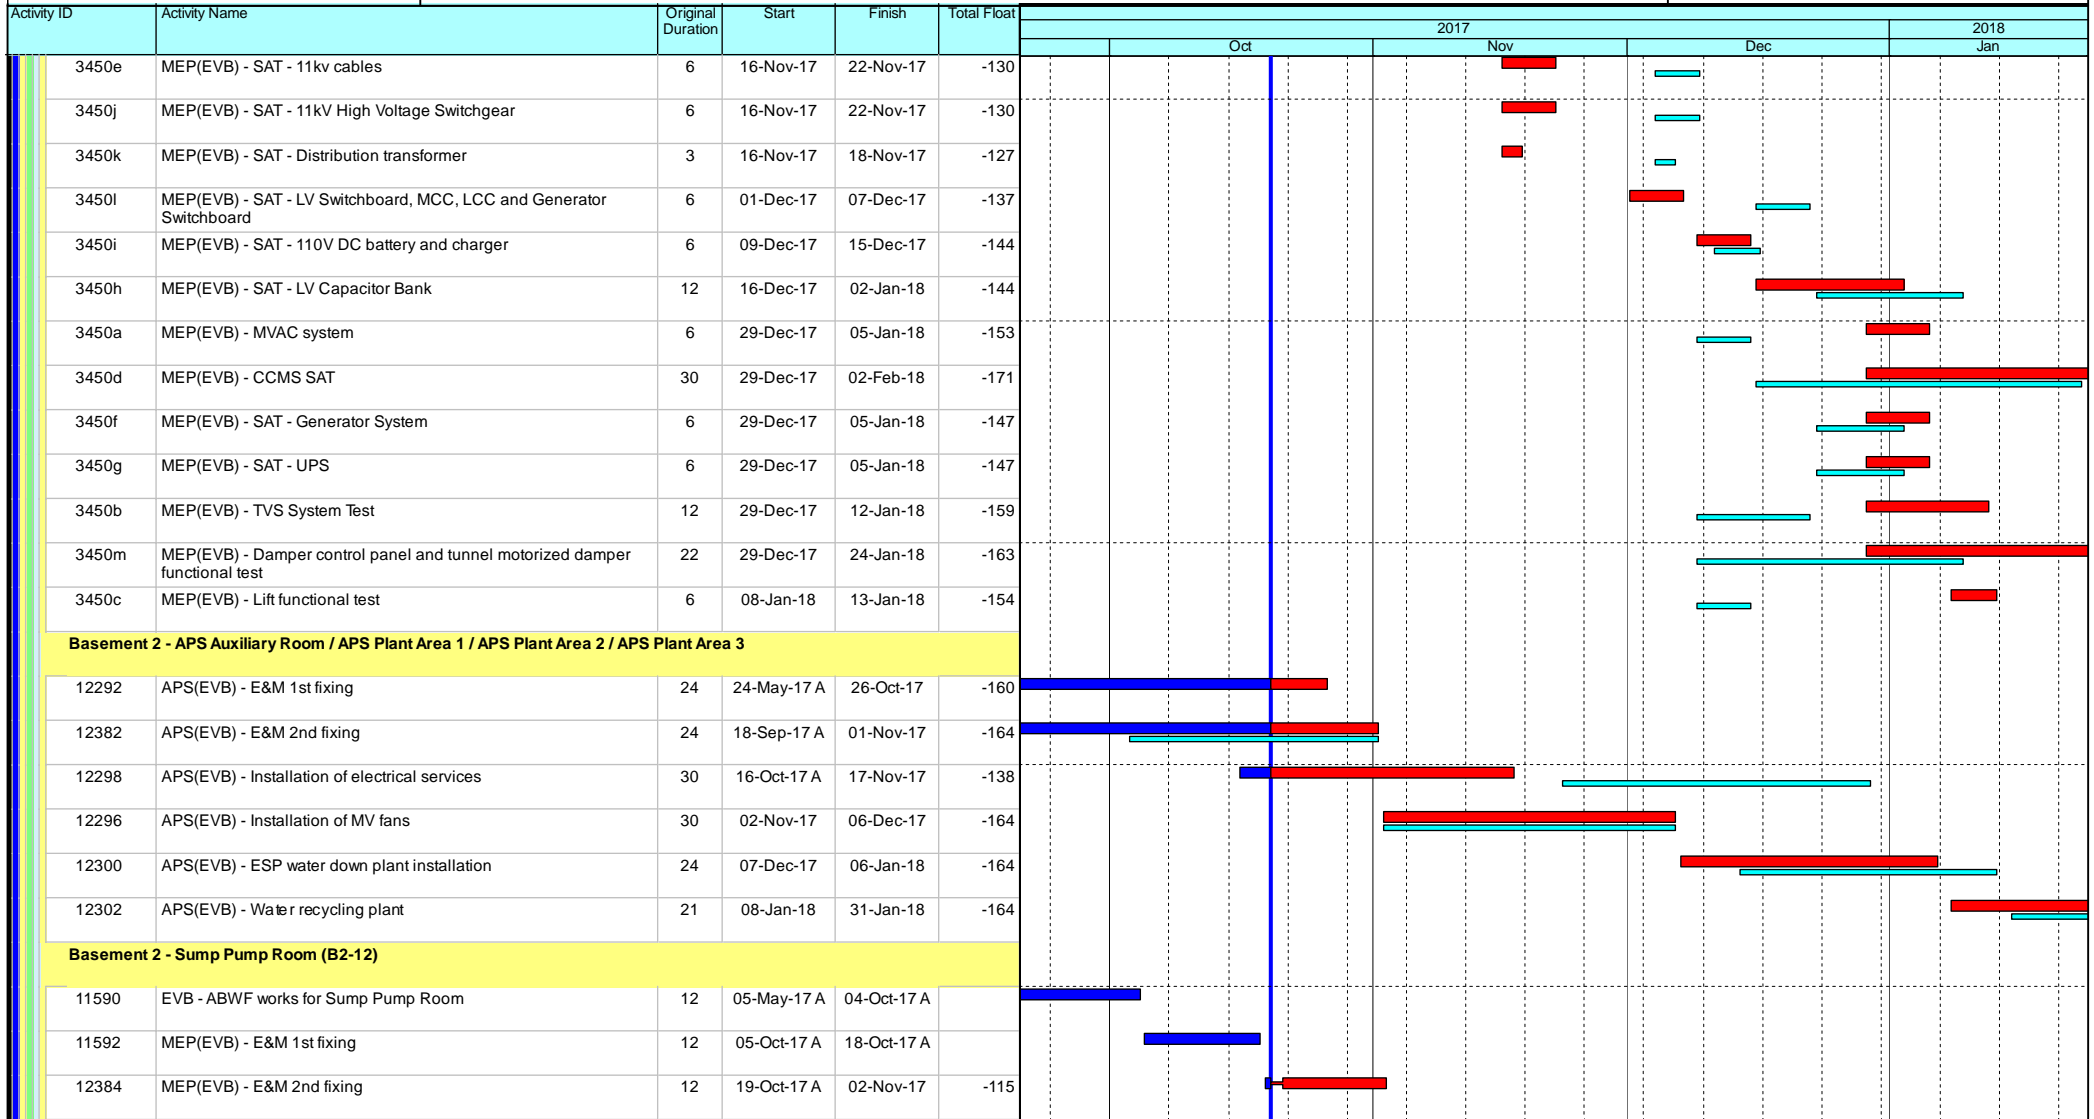 Activity ID Activity Name Original Duration Start Finish Total Float
2017 2018
Oct Nov Dec Jan
3450e MEP(EVB) - SAT - 11kv cables 6 16-Nov-17 22-Nov-17 -130
3450j MEP(EVB) - SAT - 11kV High Voltage Switchgear 6 16-Nov-17 22-Nov-17 -130
3450k MEP(EVB) - SAT - Distribution transformer 3 16-Nov-17 18-Nov-17 -127
3450l MEP(EVB) - SAT - LV Switchboard, MCC, LCC and Generator Switchboard 6 01-Dec-17 07-Dec-17 -137
3450i MEP(EVB) - SAT - 110V DC battery and charger 6 09-Dec-17 15-Dec-17 -144
3450h MEP(EVB) - SAT - LV Capacitor Bank 12 16-Dec-17 02-Jan-18 -144
3450a MEP(EVB) - MVAC system 6 29-Dec-17 05-Jan-18 -153
3450d MEP(EVB) - CCMS SAT 30 29-Dec-17 02-Feb-18 -171
3450f MEP(EVB) - SAT - Generator System 6 29-Dec-17 05-Jan-18 -147
3450g MEP(EVB) - SAT - UPS 6 29-Dec-17 05-Jan-18 -147
3450b MEP(EVB) - TVS System Test 12 29-Dec-17 12-Jan-18 -159
3450m MEP(EVB) - Damper control panel and tunnel motorized damper functional test 22 29-Dec-17 24-Jan-18 -163
3450c MEP(EVB) - Lift functional test 6 08-Jan-18 13-Jan-18 -154
Basement 2 - APS Auxiliary Room / APS Plant Area 1 / APS Plant Area 2 / APS Plant Area 3
12292 APS(EVB) - E&M 1st fixing 24 24-May-17 A 26-Oct-17 -160
12382 APS(EVB) - E&M 2nd fixing 24 18-Sep-17 A 01-Nov-17 -164
12298 APS(EVB) - Installation of electrical services 30 16-Oct-17 A 17-Nov-17 -138
12296 APS(EVB) - Installation of MV fans 30 02-Nov-17 06-Dec-17 -164
12300 APS(EVB) - ESP water down plant installation 24 07-Dec-17 06-Jan-18 -164
12302 APS(EVB) - Water recycling plant 21 08-Jan-18 31-Jan-18 -164
Basement 2 - Sump Pump Room (B2-12)
11590 EVB - ABWF works for Sump Pump Room 12 05-May-17 A 04-Oct-17 A
11592 MEP(EVB) - E&M 1st fixing 12 05-Oct-17 A 18-Oct-17 A
12384 MEP(EVB) - E&M 2nd fixing 12 19-Oct-17 A 02-Nov-17 -115